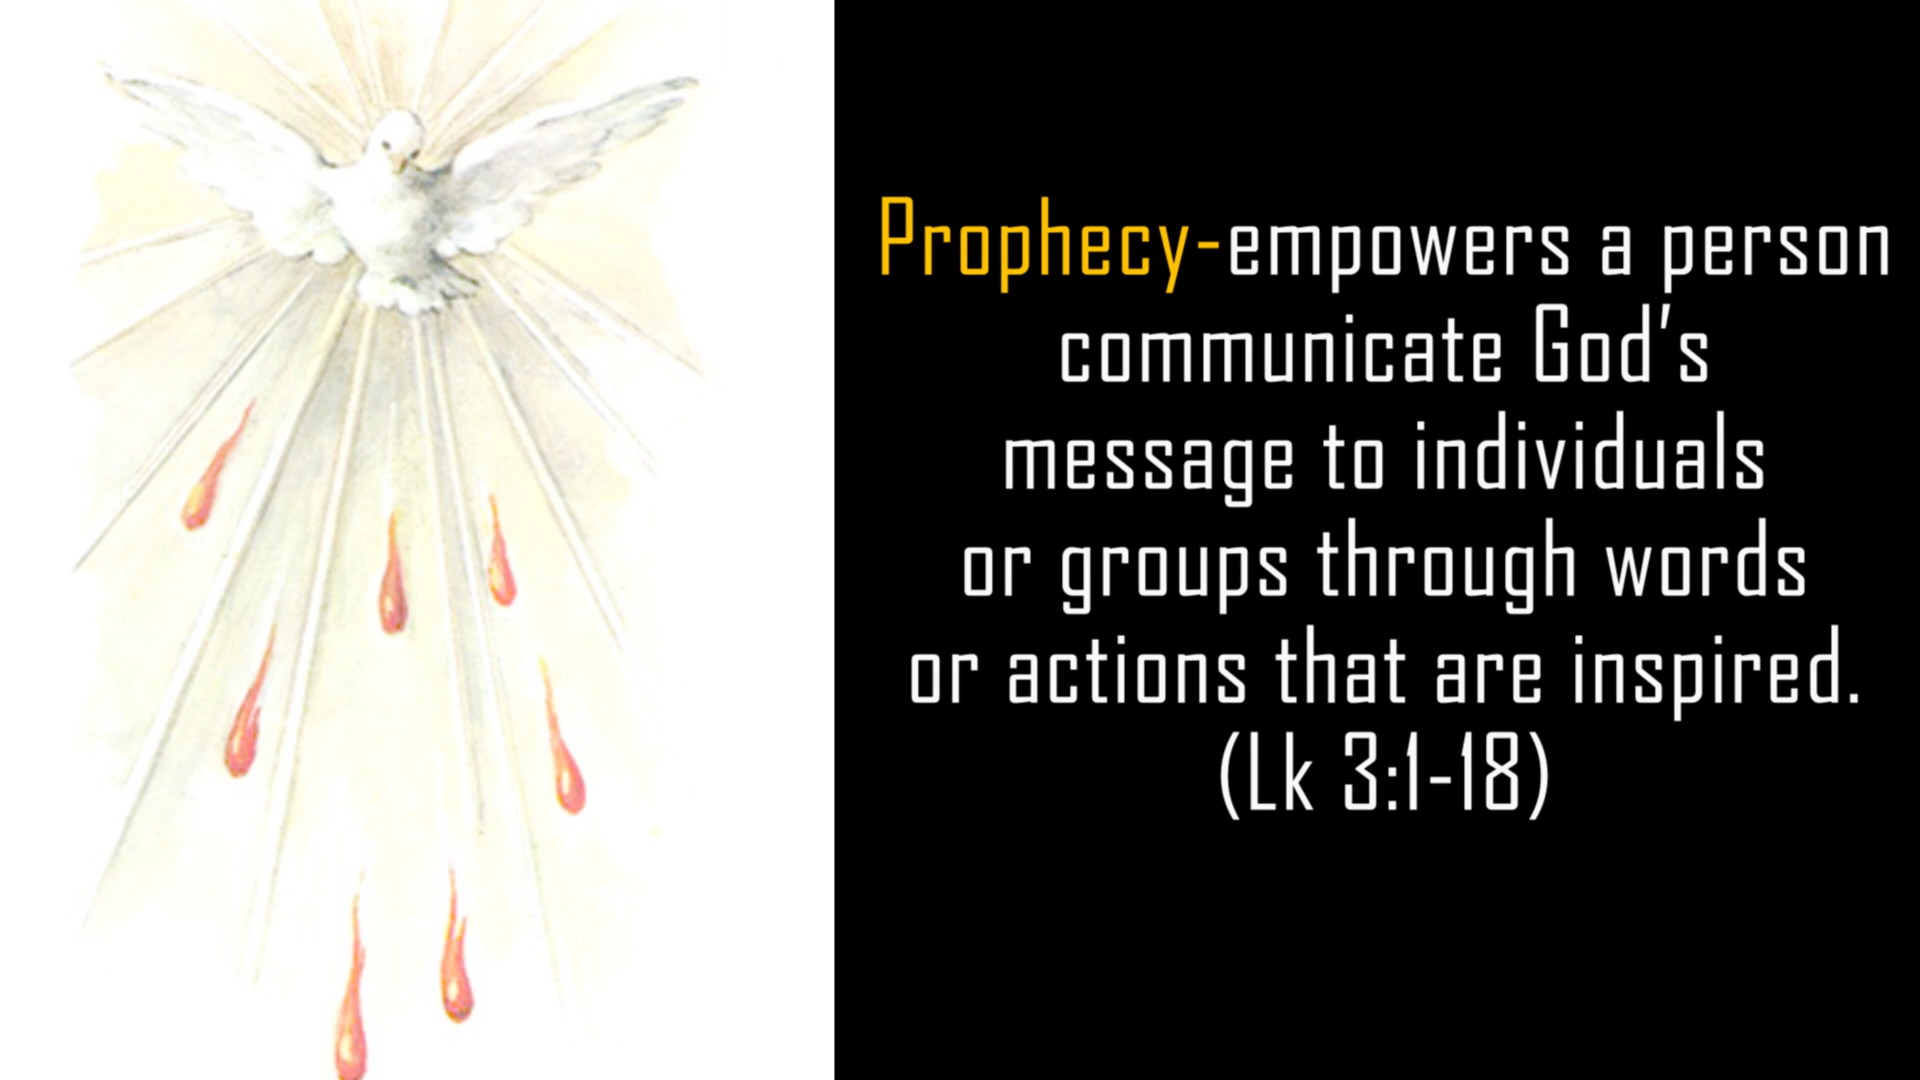 Prophecy-empowers a person
communicate God's
message to individuals
or groups through words
or actions that are inspired.
(Lk 3:1-18)